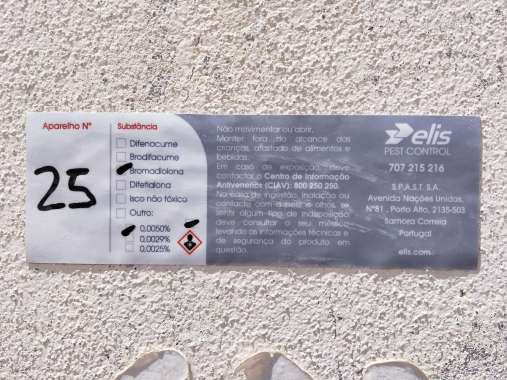 Aparelho Nº
25
Substância
Difenacume
Brodifacume
Bromadiolona
Difetialona
Isco não tóxico
Outro:
0,0050%
0,0029%
0,0025%
Não movimentar ou abrir.
Manter fora do alcance das
crianças, afastado de alimentos e
bebidas.
Em caso de exposição, deve
contactar o Centro de Informação
Antivenenos (CIAV): 800 250 250.
No caso de ingestão, inalação ou
contacto com a pele e olhos, se
sentir algum tipo de indisposição
deve consultar o seu médico
levando as informações técnicas e
de segurança do produto em
questão.
elis
PEST CONTROL
707 215 216
S.P.A.S.T. S.A.
Avenida Nações Unidas,
Nº81, Porto Alto, 2135-503
Samora Correia
Portugal
elis.com